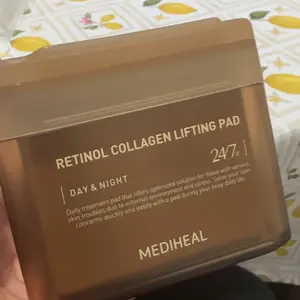 RETINOL COLLAGEN LIFTING PAD
[ DAY & NIGHT
24/7
Daily treatment pad that offers optimized solution for those with various
skin troubles due to external environment and stress. Solve your skin
concerns quickly and easily with a pad during your busy daily life.
MEDIHEAL